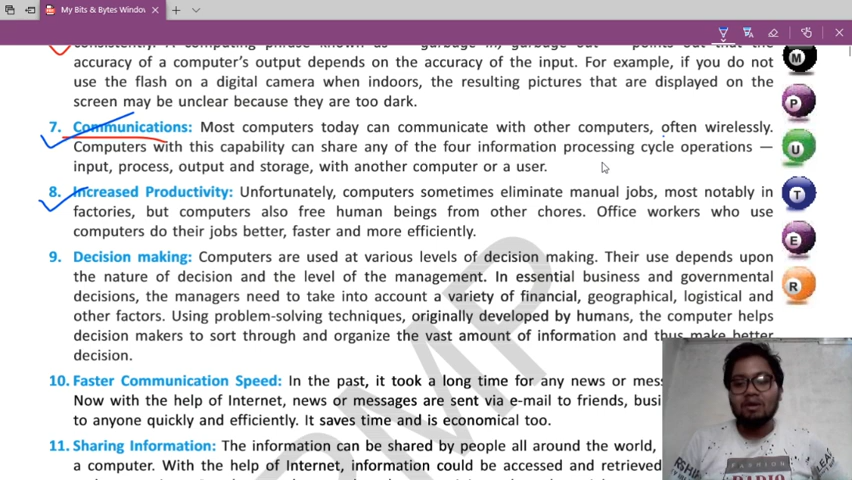 My Bits & Bytes Window
consistently. A computing phrase known as — garbage in, garbage out — points out that the
accuracy of a computer's output depends on the accuracy of the input. For example, if you do not
use the flash on a digital camera when indoors, the resulting pictures that are displayed on the
screen may be unclear because they are too dark.
7. Communications: Most computers today can communicate with other computers, often wirelessly.
Computers with this capability can share any of the four information processing cycle operations —
input, process, output and storage, with another computer or a user.
8. Increased Productivity: Unfortunately, computers sometimes eliminate manual jobs, most notably in
factories, but computers also free human beings from other chores. Office workers who use
computers do their jobs better, faster and more efficiently.
9. Decision making: Computers are used at various levels of decision making. Their use depends upon
the nature of decision and the level of the management. In essential business and governmental
decisions, the managers need to take into account a variety of financial, geographical, logistical and
other factors. Using problem-solving techniques, originally developed by humans, the computer helps
decision makers to sort through and organize the vast amount of information and thus make better
decision.
10. Faster Communication Speed: In the past, it took a long time for any news or mess
Now with the help of Internet, news or messages are sent via e-mail to friends, busi
to anyone quickly and efficiently. It saves time and is economical too.
11. Sharing Information: The information can be shared by people all around the world,
a computer. With the help of Internet, information could be accessed and retrieved
M
P
U
T
E
R
PMP
FASHION